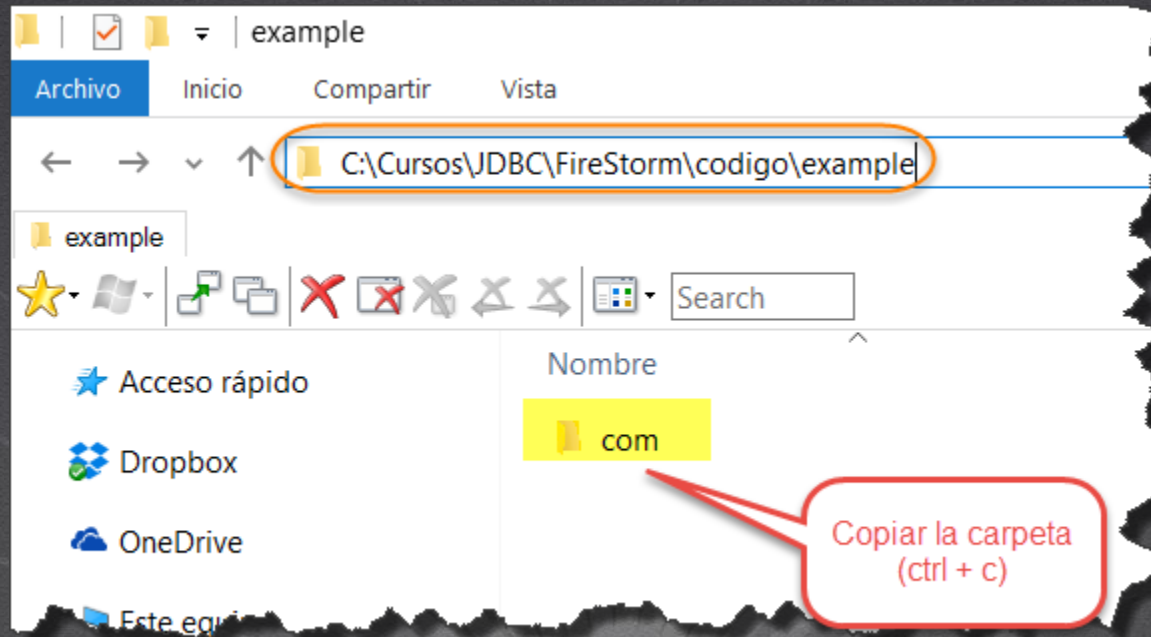 example
Archivo Inicio Compartir Vista
C:\Cursos\JDBC\FireStorm\codigo\example
example
Search
Nombre
Acceso rápido
com
Dropbox
Copiar la carpeta
(ctrl + c)
OneDrive
Este